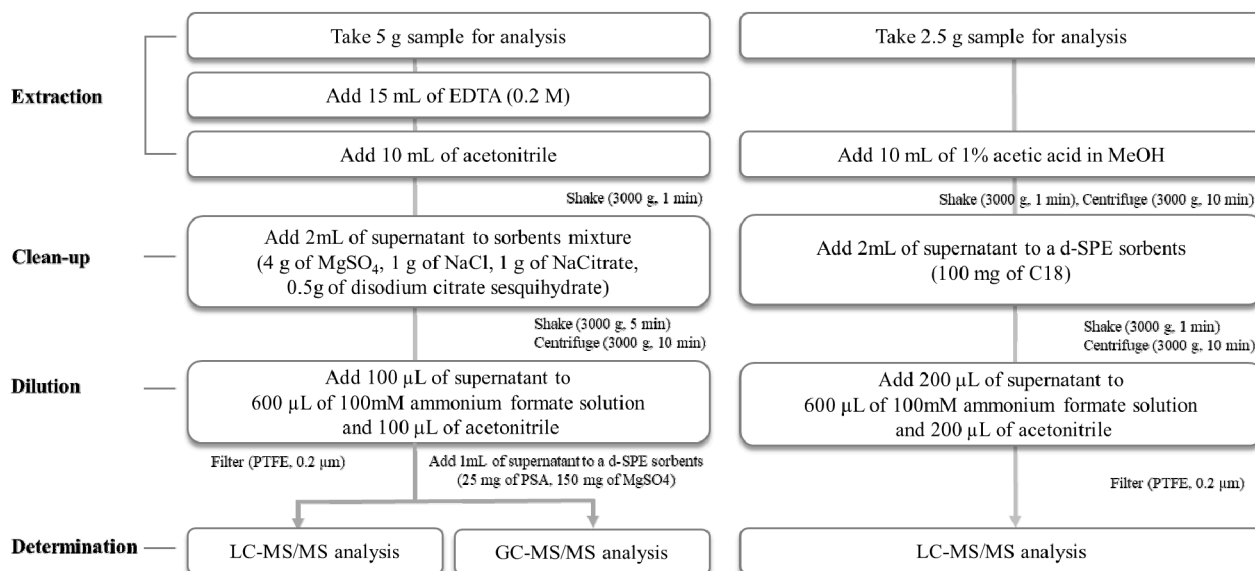 Extraction
Take 5 g sample for analysis
Add 15 mL of EDTA (0.2 M)
Add 10 mL of acetonitrile
Shake (3000 g, 1 min)
Clean-up
Add 2mL of supernatant to sorbents mixture
(4 g of MgSO₄, 1 g of NaCl, 1 g of NaCitrate,
0.5g of disodium citrate sesquihydrate)
Shake (3000 g, 5 min)
Centrifuge (3000 g, 10 min)
Dilution
Add 100 µL of supernatant to
600 µL of 100mM ammonium formate solution
and 100 µL of acetonitrile
Filter (PTFE, 0.2 µm)
Add 1mL of supernatant to a d-SPE sorbents
(25 mg of PSA, 150 mg of MgSO4)
Determination
LC-MS/MS analysis
GC-MS/MS analysis
Take 2.5 g sample for analysis
Add 10 mL of 1% acetic acid in MeOH
Shake (3000 g, 1 min), Centrifuge (3000 g, 10 min)
Add 2mL of supernatant to a d-SPE sorbents
(100 mg of C18)
Shake (3000 g, 1 min)
Centrifuge (3000 g, 10 min)
Add 200 µL of supernatant to
600 µL of 100mM ammonium formate solution
and 200 µL of acetonitrile
Filter (PTFE, 0.2 µm)
LC-MS/MS analysis